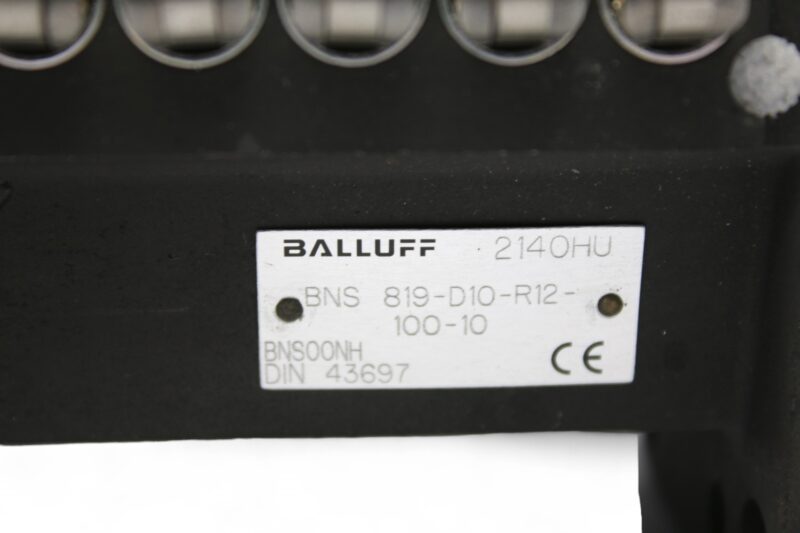 BALLUFF 2140HU
BNS 819-D10-R12-
100-10
BNS00NH
DIN 43697
CE